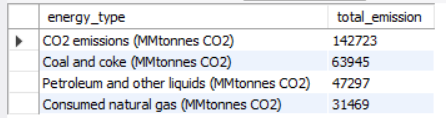 energy_type total_emission
CO2 emissions (MMtonnes CO2) 142723
Coal and coke (MMtonnes CO2) 63945
Petroleum and other liquids (MMtonnes CO2) 47297
Consumed natural gas (MMtonnes CO2) 31469